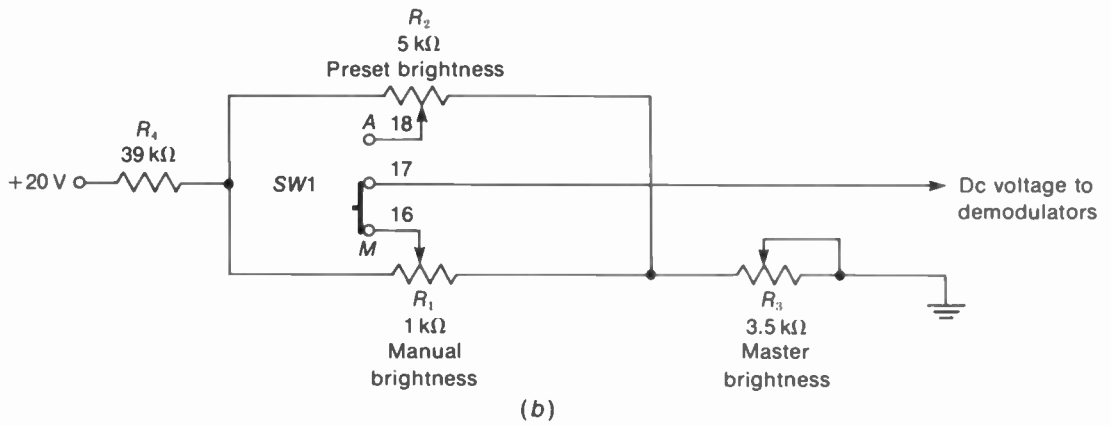 R₂
5 kΩ
Preset brightness
A 18
R₄
39 kΩ
+20 V
SW1
17
Dc voltage to
demodulators
16
M
R₁
1 kΩ
Manual
brightness
R₃
3.5 kΩ
Master
brightness
(b)